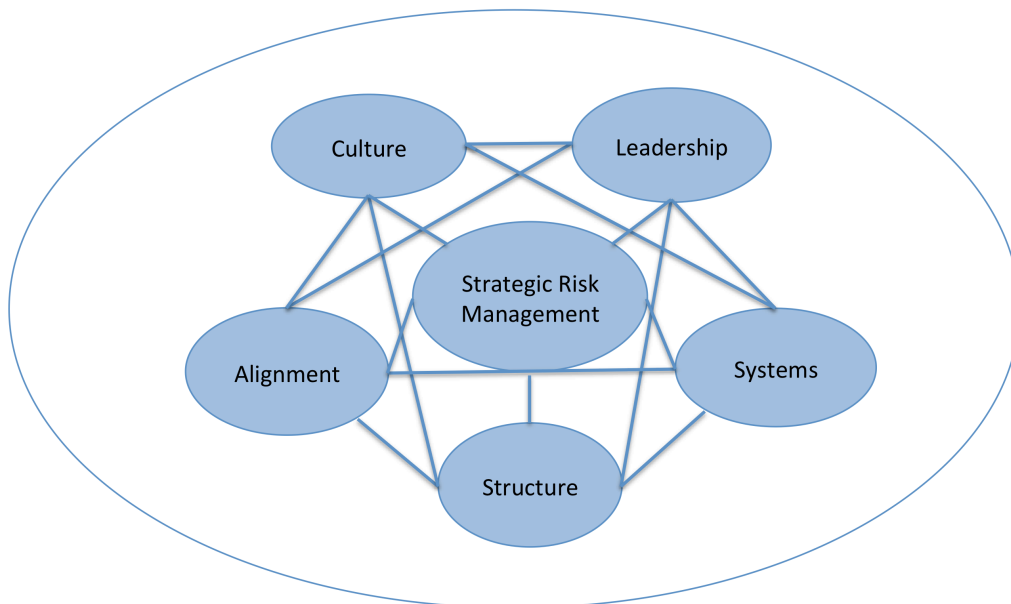 Culture
Leadership
Strategic Risk
Management
Alignment
Systems
Structure